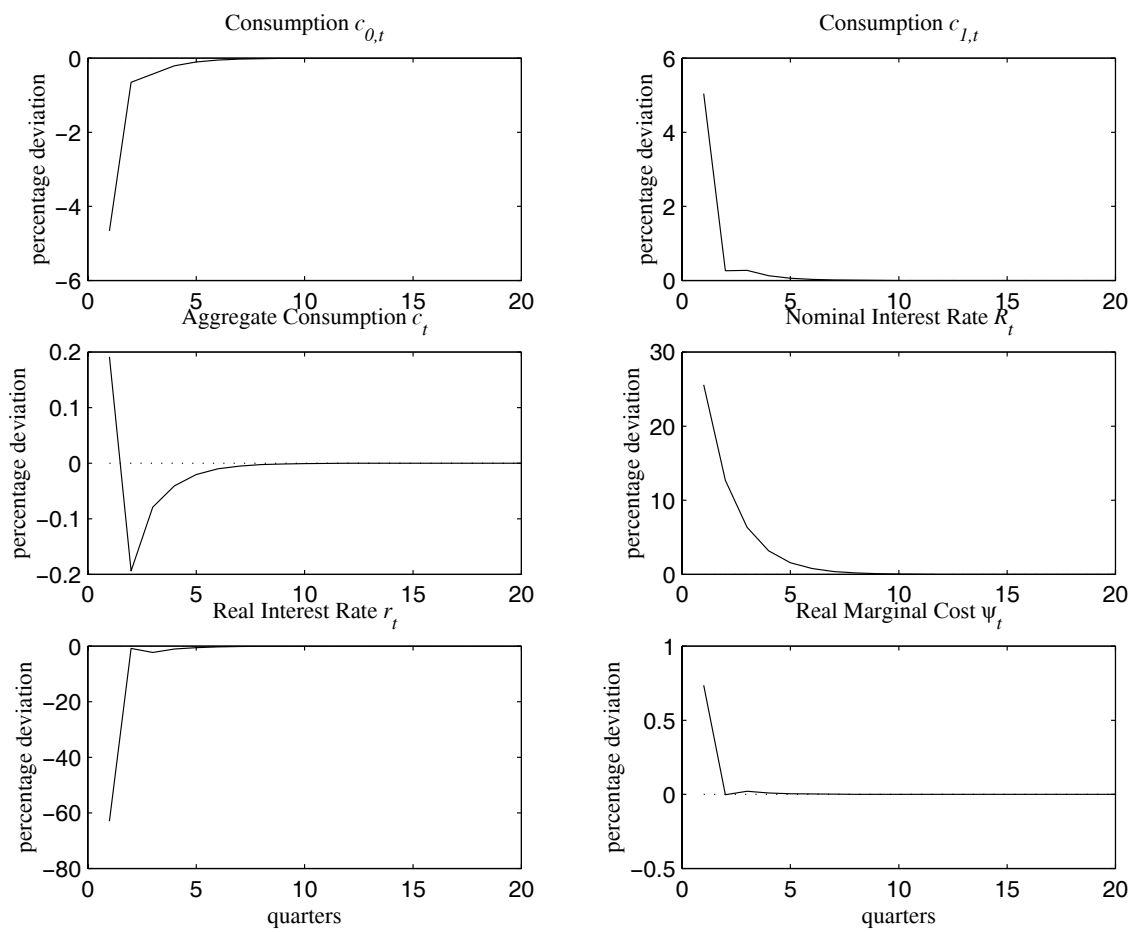 Consumption c0,t
percentage deviation
0
−2
−4
−6
0 5 10 15 20
Consumption c1,t
percentage deviation
6
4
2
0
0 5 10 15 20
Aggregate Consumption ct
percentage deviation
0.2
0.1
0
−0.1
−0.2
0 5 10 15 20
Nominal Interest Rate Rt
percentage deviation
30
20
10
0
0 5 10 15 20
Real Interest Rate rt
percentage deviation
0
−20
−40
−60
−80
0 5 10 15 20
quarters
Real Marginal Cost ψt
percentage deviation
1
0.5
0
−0.5
0 5 10 15 20
quarters